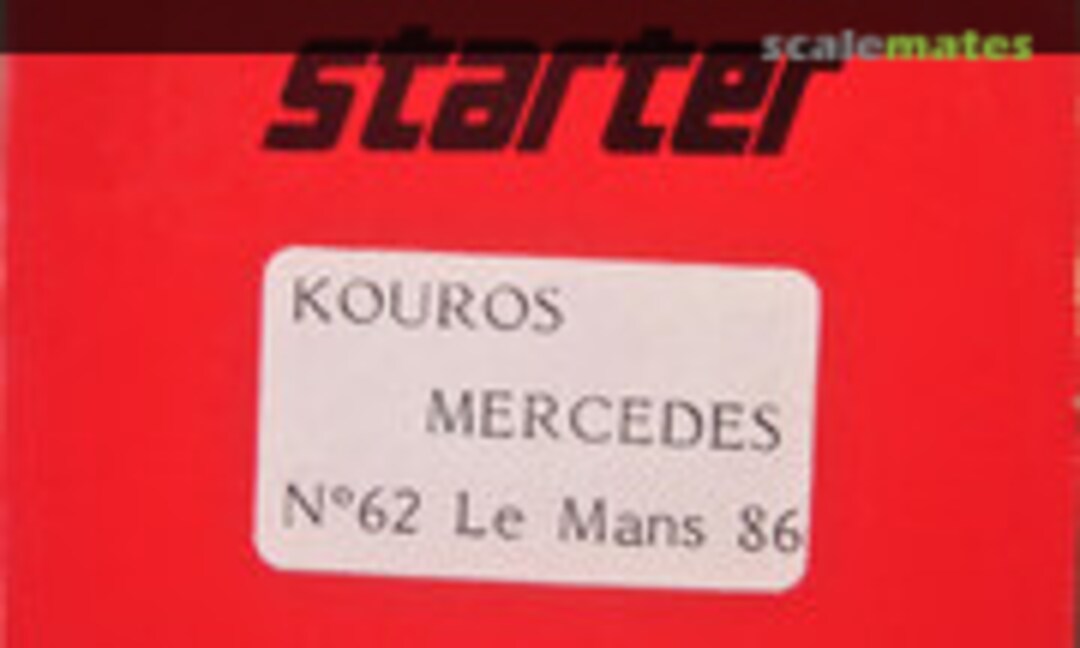 scalemates
starter
KOUROS
MERCEDES
N°62 Le Mans 86